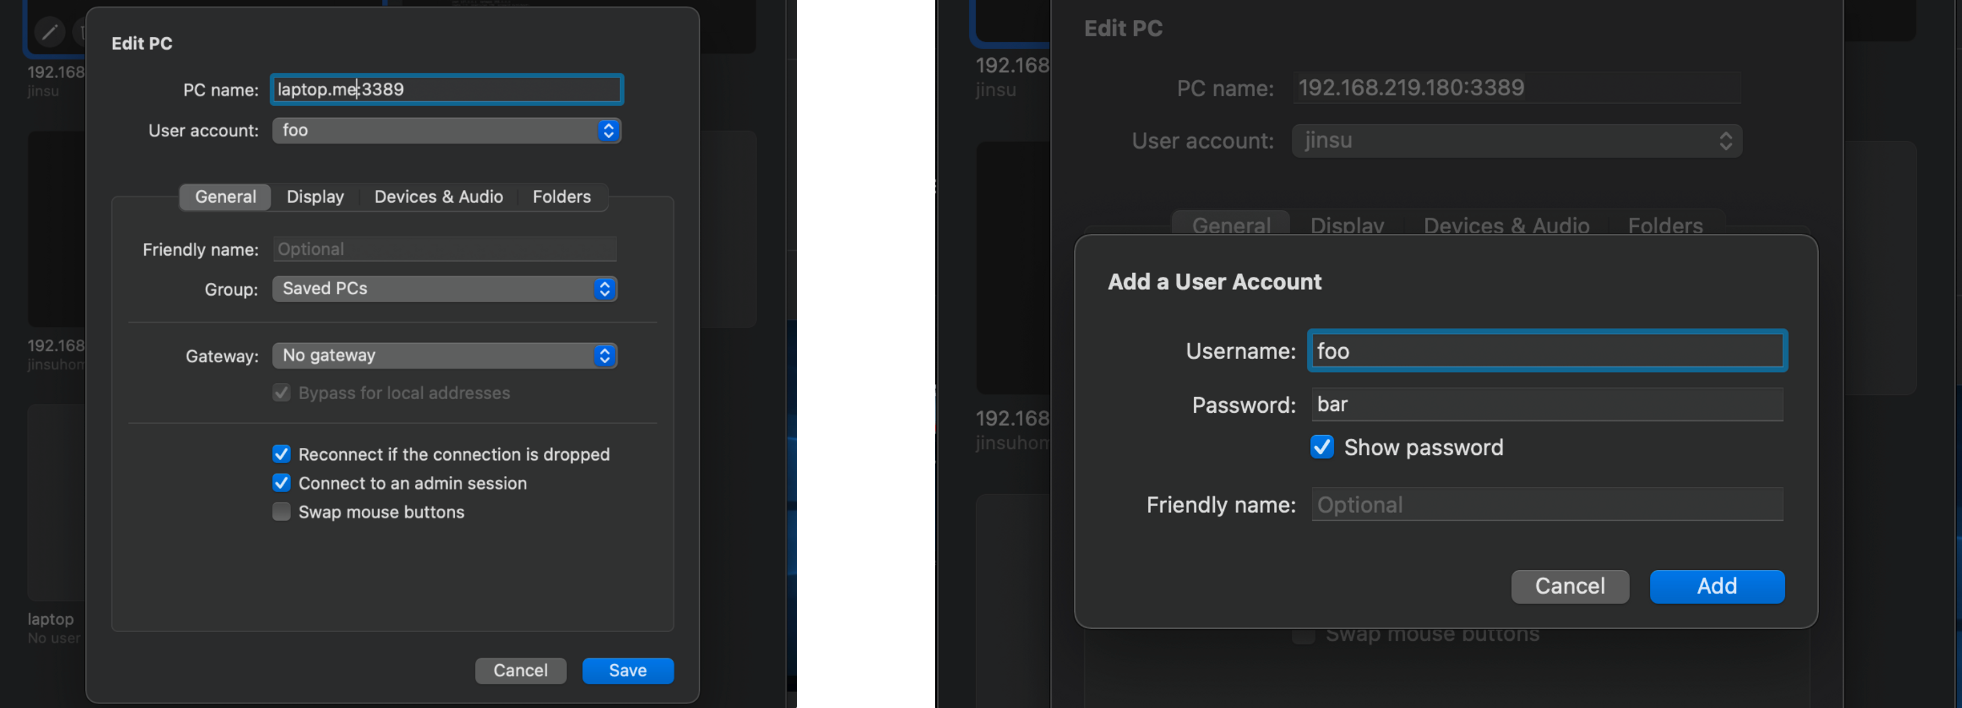 Edit PC
PC name: laptop.me:3389
User account: foo
General Display Devices & Audio Folders
Friendly name: Optional
Group: Saved PCs
Gateway: No gateway
Bypass for local addresses
Reconnect if the connection is dropped
Connect to an admin session
Swap mouse buttons
Cancel Save
192.168
jinsu
192.168
jinsuhom
laptop
No user
Edit PC
PC name: 192.168.219.180:3389
User account: jinsu
General Display Devices & Audio Folders
Add a User Account
Username: foo
Password: bar
Show password
Friendly name: Optional
Cancel Add
Swap mouse buttons
192.168
jinsu
192.168
jinsuhom